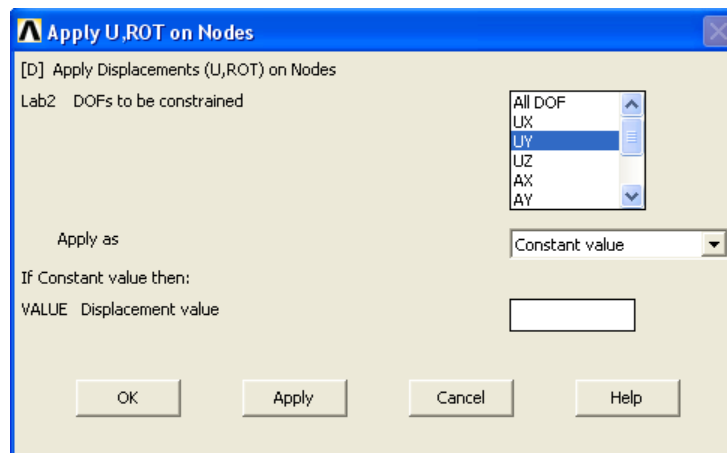 Apply U,ROT on Nodes
[D] Apply Displacements (U,ROT) on Nodes
Lab2 DOFs to be constrained
All DOF
UX
UY
UZ
AX
AY
Apply as
Constant value
If Constant value then:
VALUE Displacement value
OK Apply Cancel Help